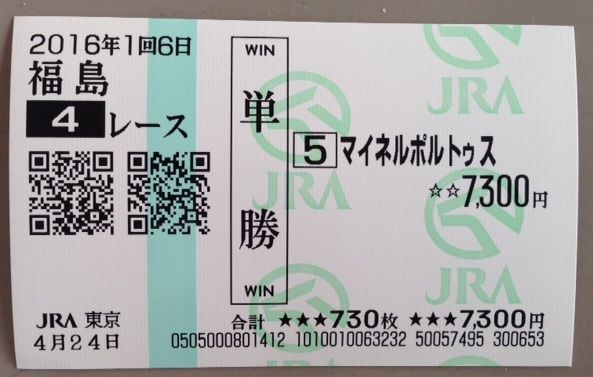 2016年1回6日
福島
4レース
WIN
単勝
WIN
5 マイネルポルトゥス
☆☆7,300円
JRA
JRA
JRA
JRA
JRA 東京
4月24日
合計 ★★★730枚 ★★★7,300円
0505000801412 1010010063232 50057495 300653